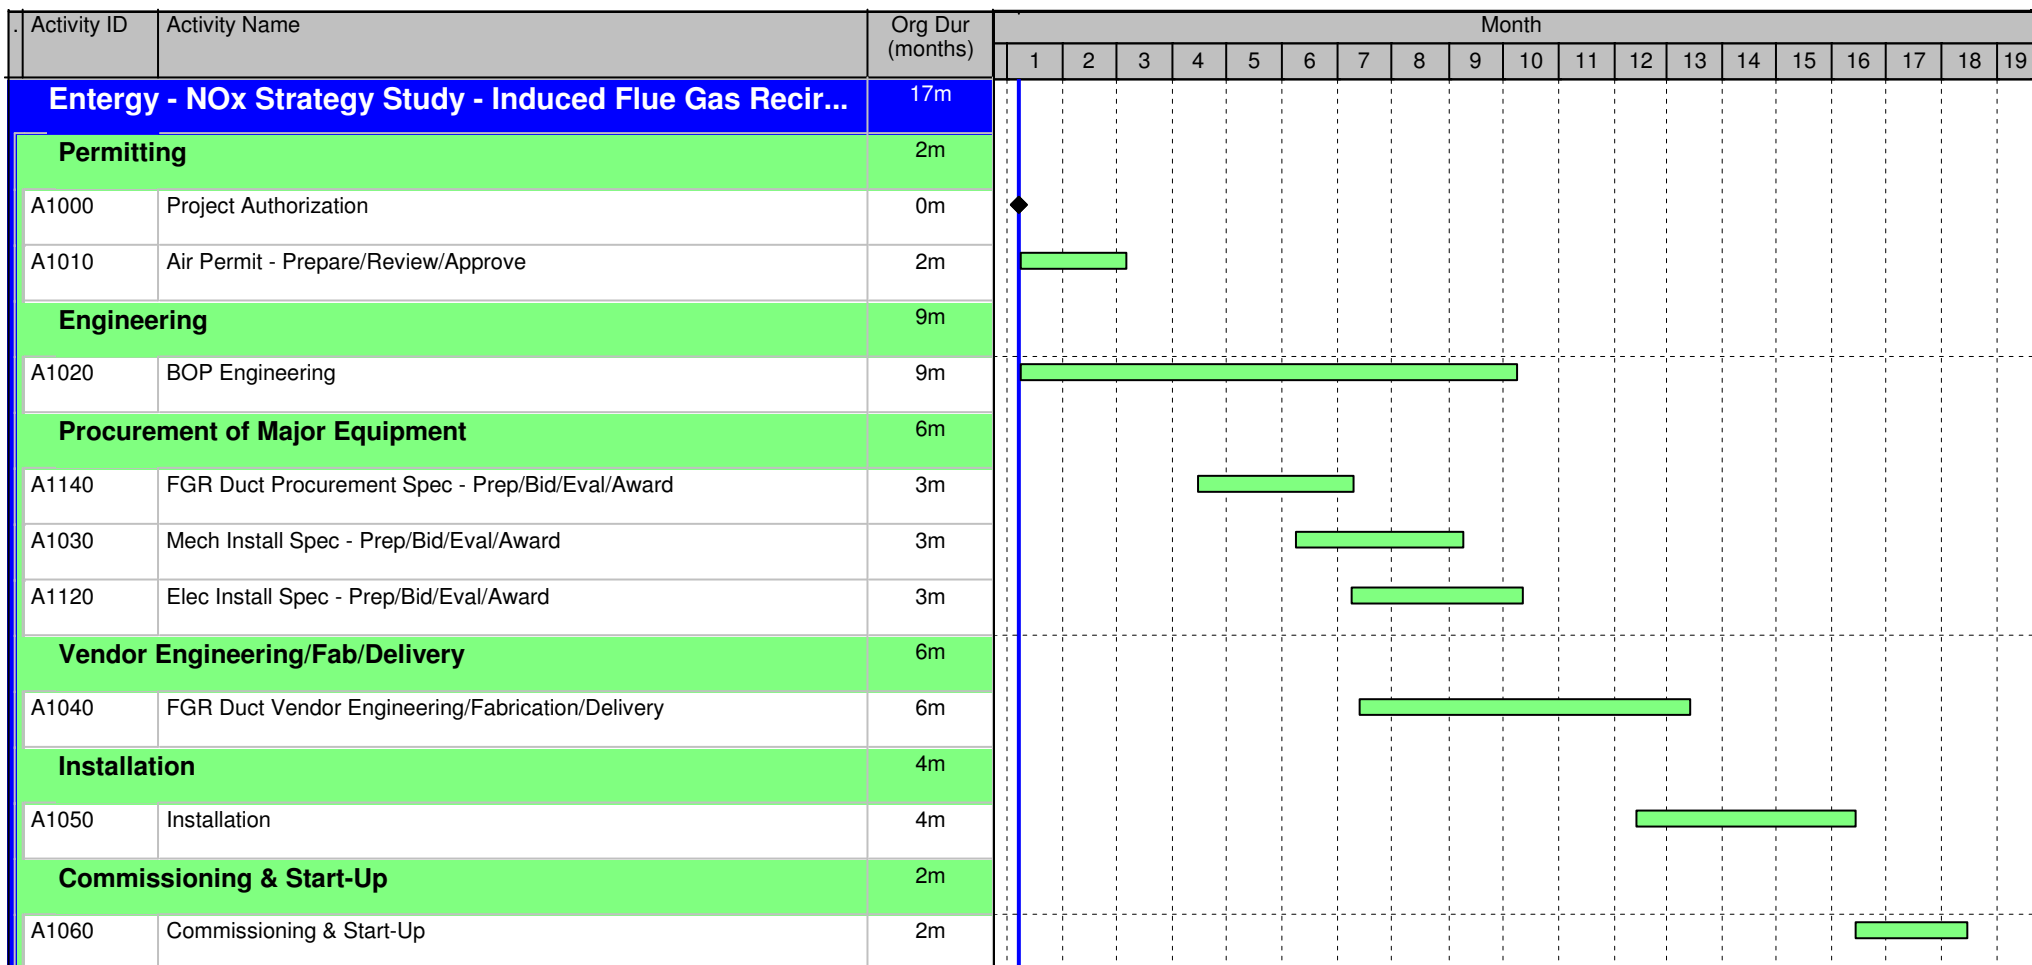 . Activity ID Activity Name Org Dur Month
(months)
1 2 3 4 5 6 7 8 9 10 11 12 13 14 15 16 17 18 19
Entergy - NOx Strategy Study - Induced Flue Gas Recir... 17m
Permitting 2m
A1000 Project Authorization 0m
A1010 Air Permit - Prepare/Review/Approve 2m
Engineering 9m
A1020 BOP Engineering 9m
Procurement of Major Equipment 6m
A1140 FGR Duct Procurement Spec - Prep/Bid/Eval/Award 3m
A1030 Mech Install Spec - Prep/Bid/Eval/Award 3m
A1120 Elec Install Spec - Prep/Bid/Eval/Award 3m
Vendor Engineering/Fab/Delivery 6m
A1040 FGR Duct Vendor Engineering/Fabrication/Delivery 6m
Installation 4m
A1050 Installation 4m
Commissioning & Start-Up 2m
A1060 Commissioning & Start-Up 2m